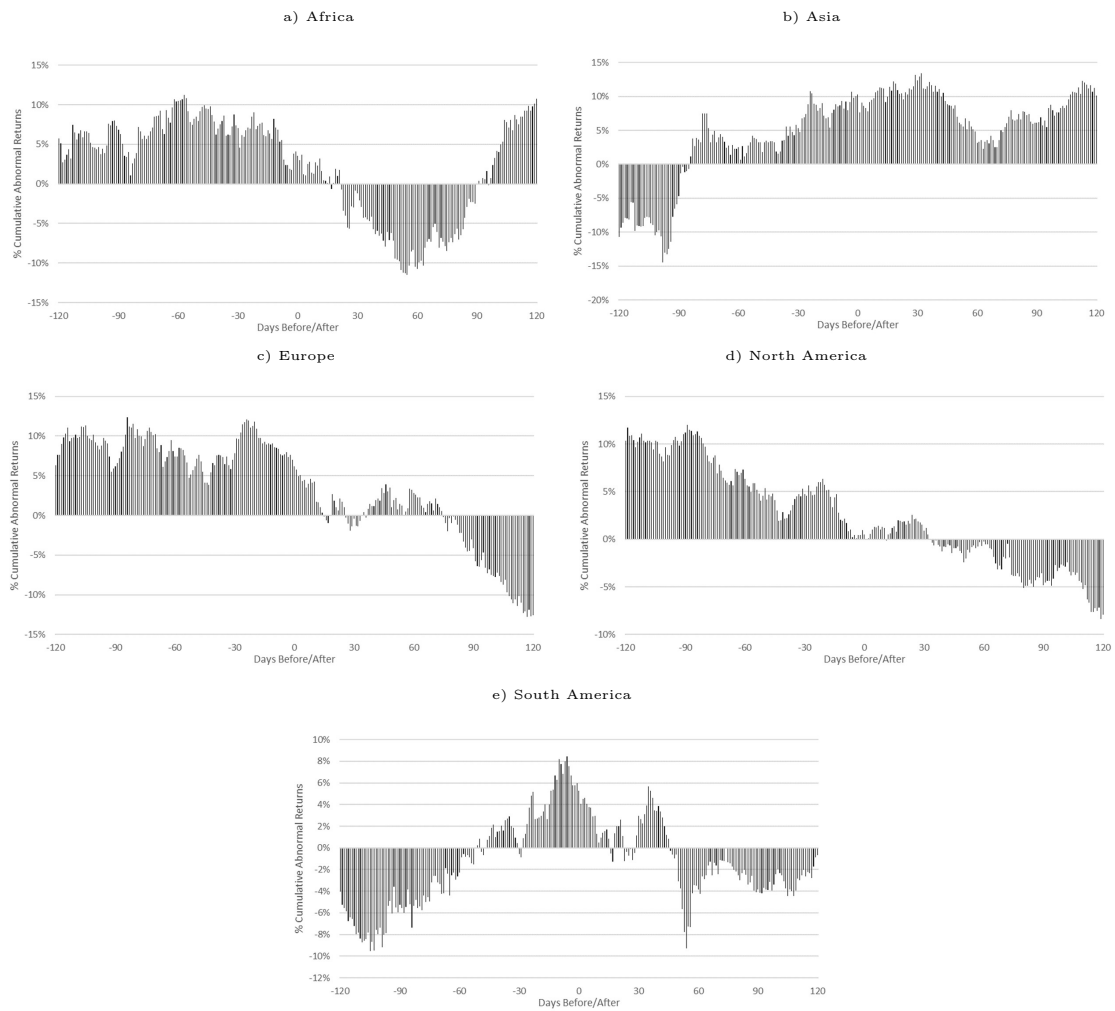 a) Africa
% Cumulative Abnormal Returns
15%
10%
5%
0%
-5%
-10%
-15%
-120 -90 -60 -30 0 30 60 90 120
Days Before/After
b) Asia
% Cumulative Abnormal Returns
15%
10%
5%
0%
-5%
-10%
-15%
-20%
-120 -90 -60 -30 0 30 60 90 120
Days Before/After
c) Europe
% Cumulative Abnormal Returns
15%
10%
5%
0%
-5%
-10%
-15%
-120 -90 -60 -30 0 30 60 90 120
Days Before/After
d) North America
% Cumulative Abnormal Returns
15%
10%
5%
0%
-5%
-10%
-120 -90 -60 -30 0 30 60 90 120
Days Before/After
e) South America
% Cumulative Abnormal Returns
10%
8%
6%
4%
2%
0%
-2%
-4%
-6%
-8%
-10%
-12%
-120 -90 -60 -30 0 30 60 90 120
Days Before/After